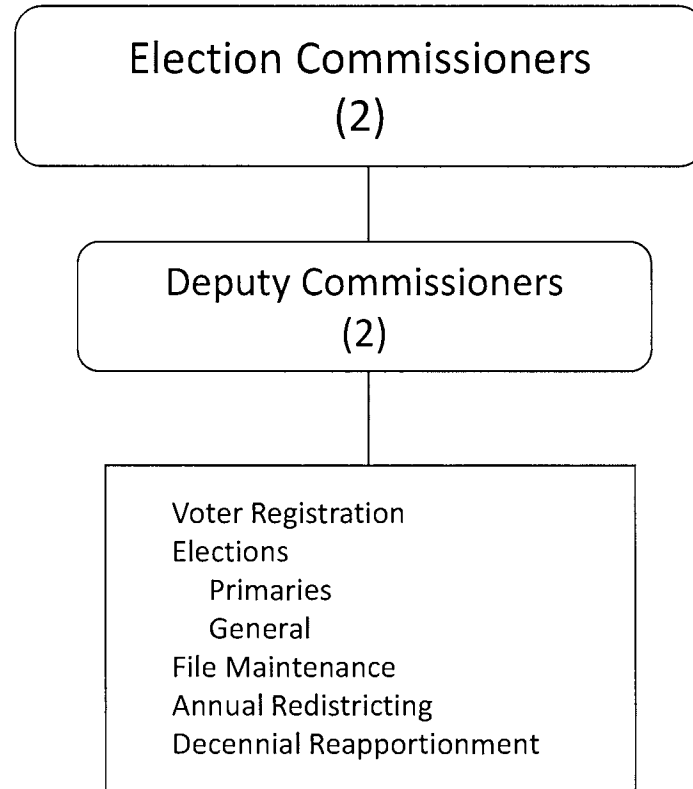 Election Commissioners
(2)
Deputy Commissioners
(2)
Voter Registration
Elections
Primaries
General
File Maintenance
Annual Redistricting
Decennial Reapportionment